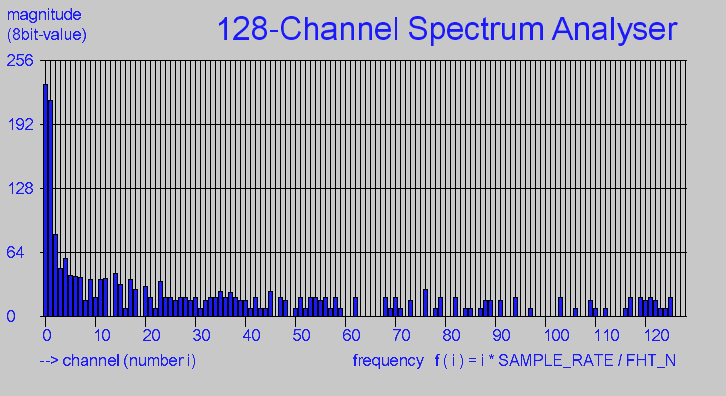 magnitude
(8bit-value)
128-Channel Spectrum Analyser
256
192
128
64
0
0 10 20 30 40 50 60 70 80 90 100 110 120
--> channel (number i)
frequency f ( i ) = i * SAMPLE_RATE / FHT_N